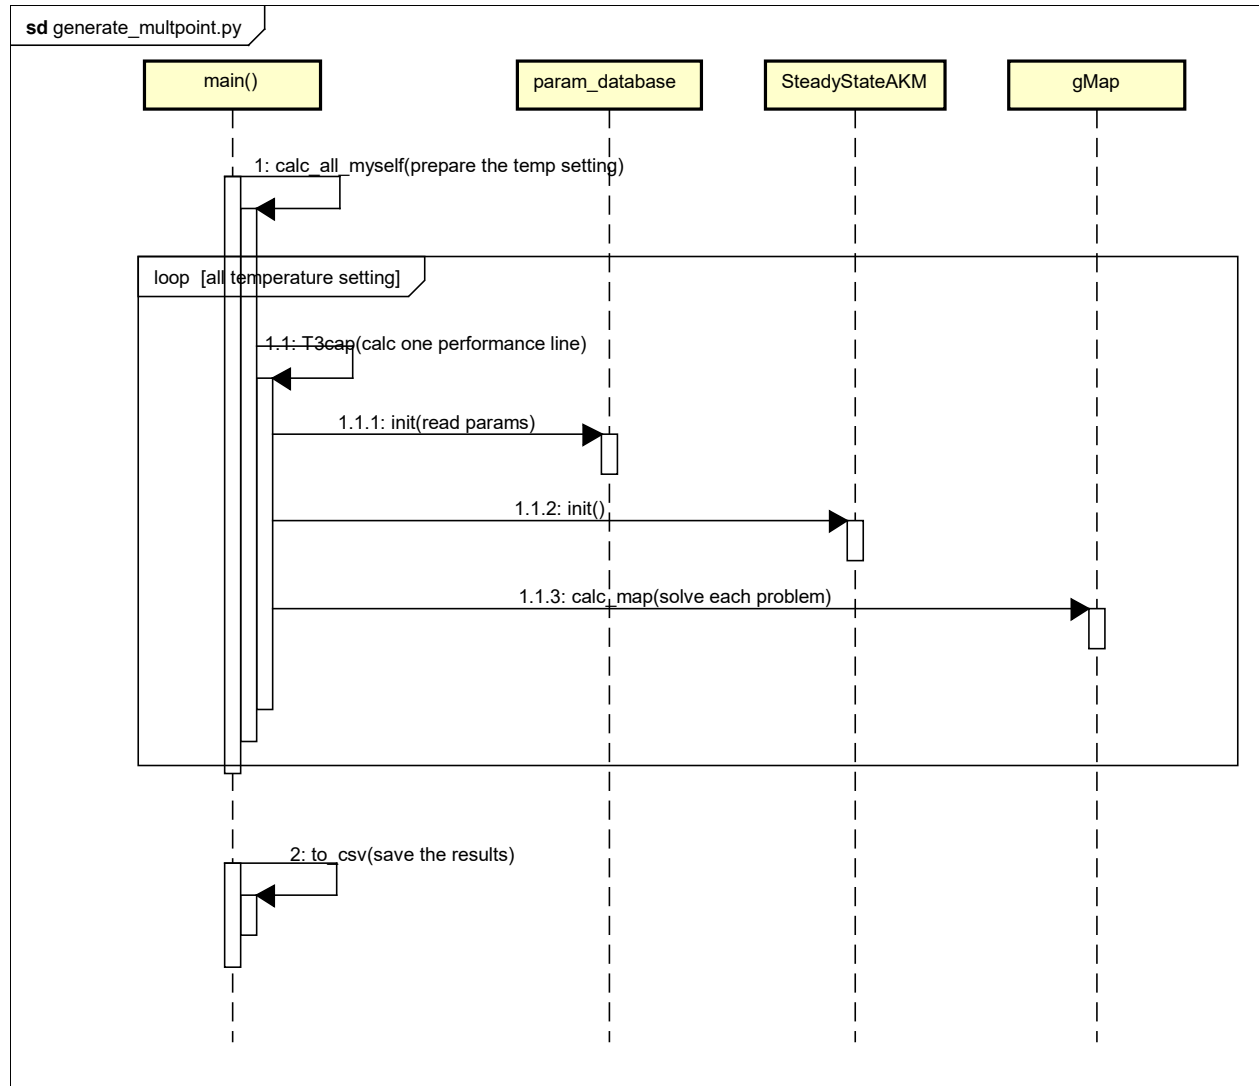 sd generate_multpoint.py
main()
param_database
SteadyStateAKM
gMap
1: calc_all_myself(prepare the temp setting)
loop [all temperature setting]
1.1: T3cap(calc one performance line)
1.1.1: init(read params)
1.1.2: init()
1.1.3: calc_map(solve each problem)
2: to_csv(save the results)